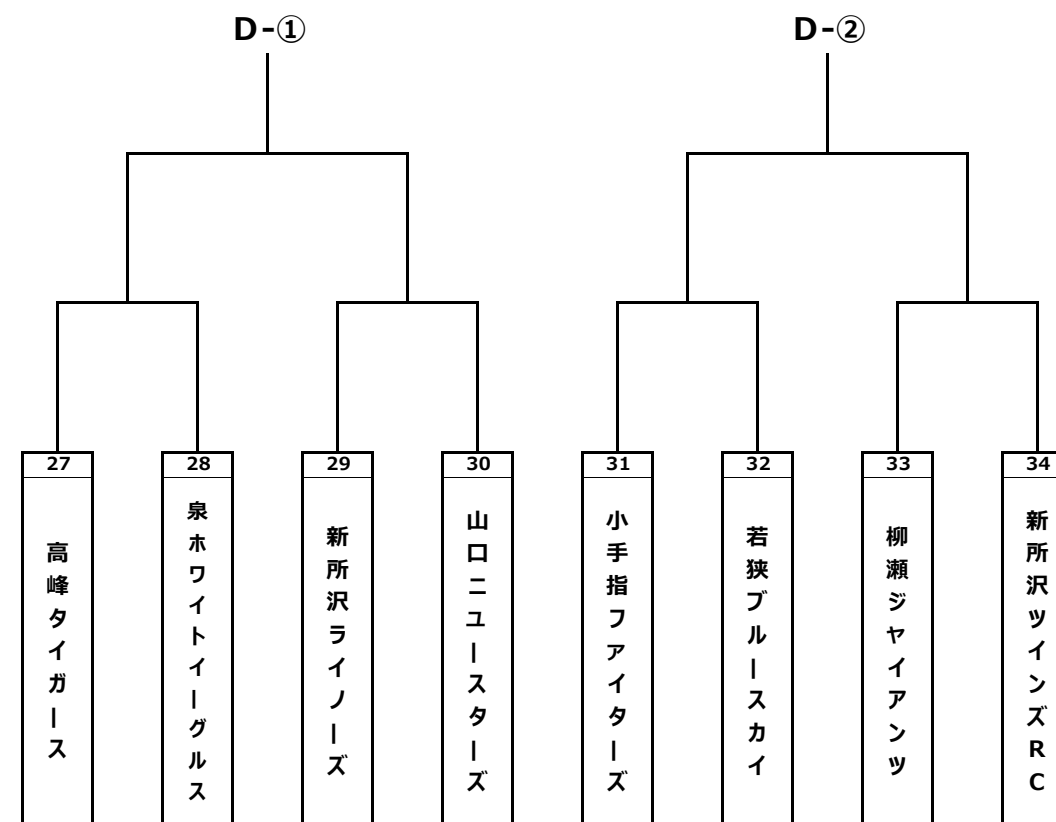 D-①
D-②
27
28
29
30
31
32
33
34
高峰タイガース
泉ホワイトイーグルス
新所沢ライノーズ
山口ニユースターズ
小手指ファイターズ
若狭ブルースカイ
柳瀬ジヤイアンツ
新所沢ツインズRC